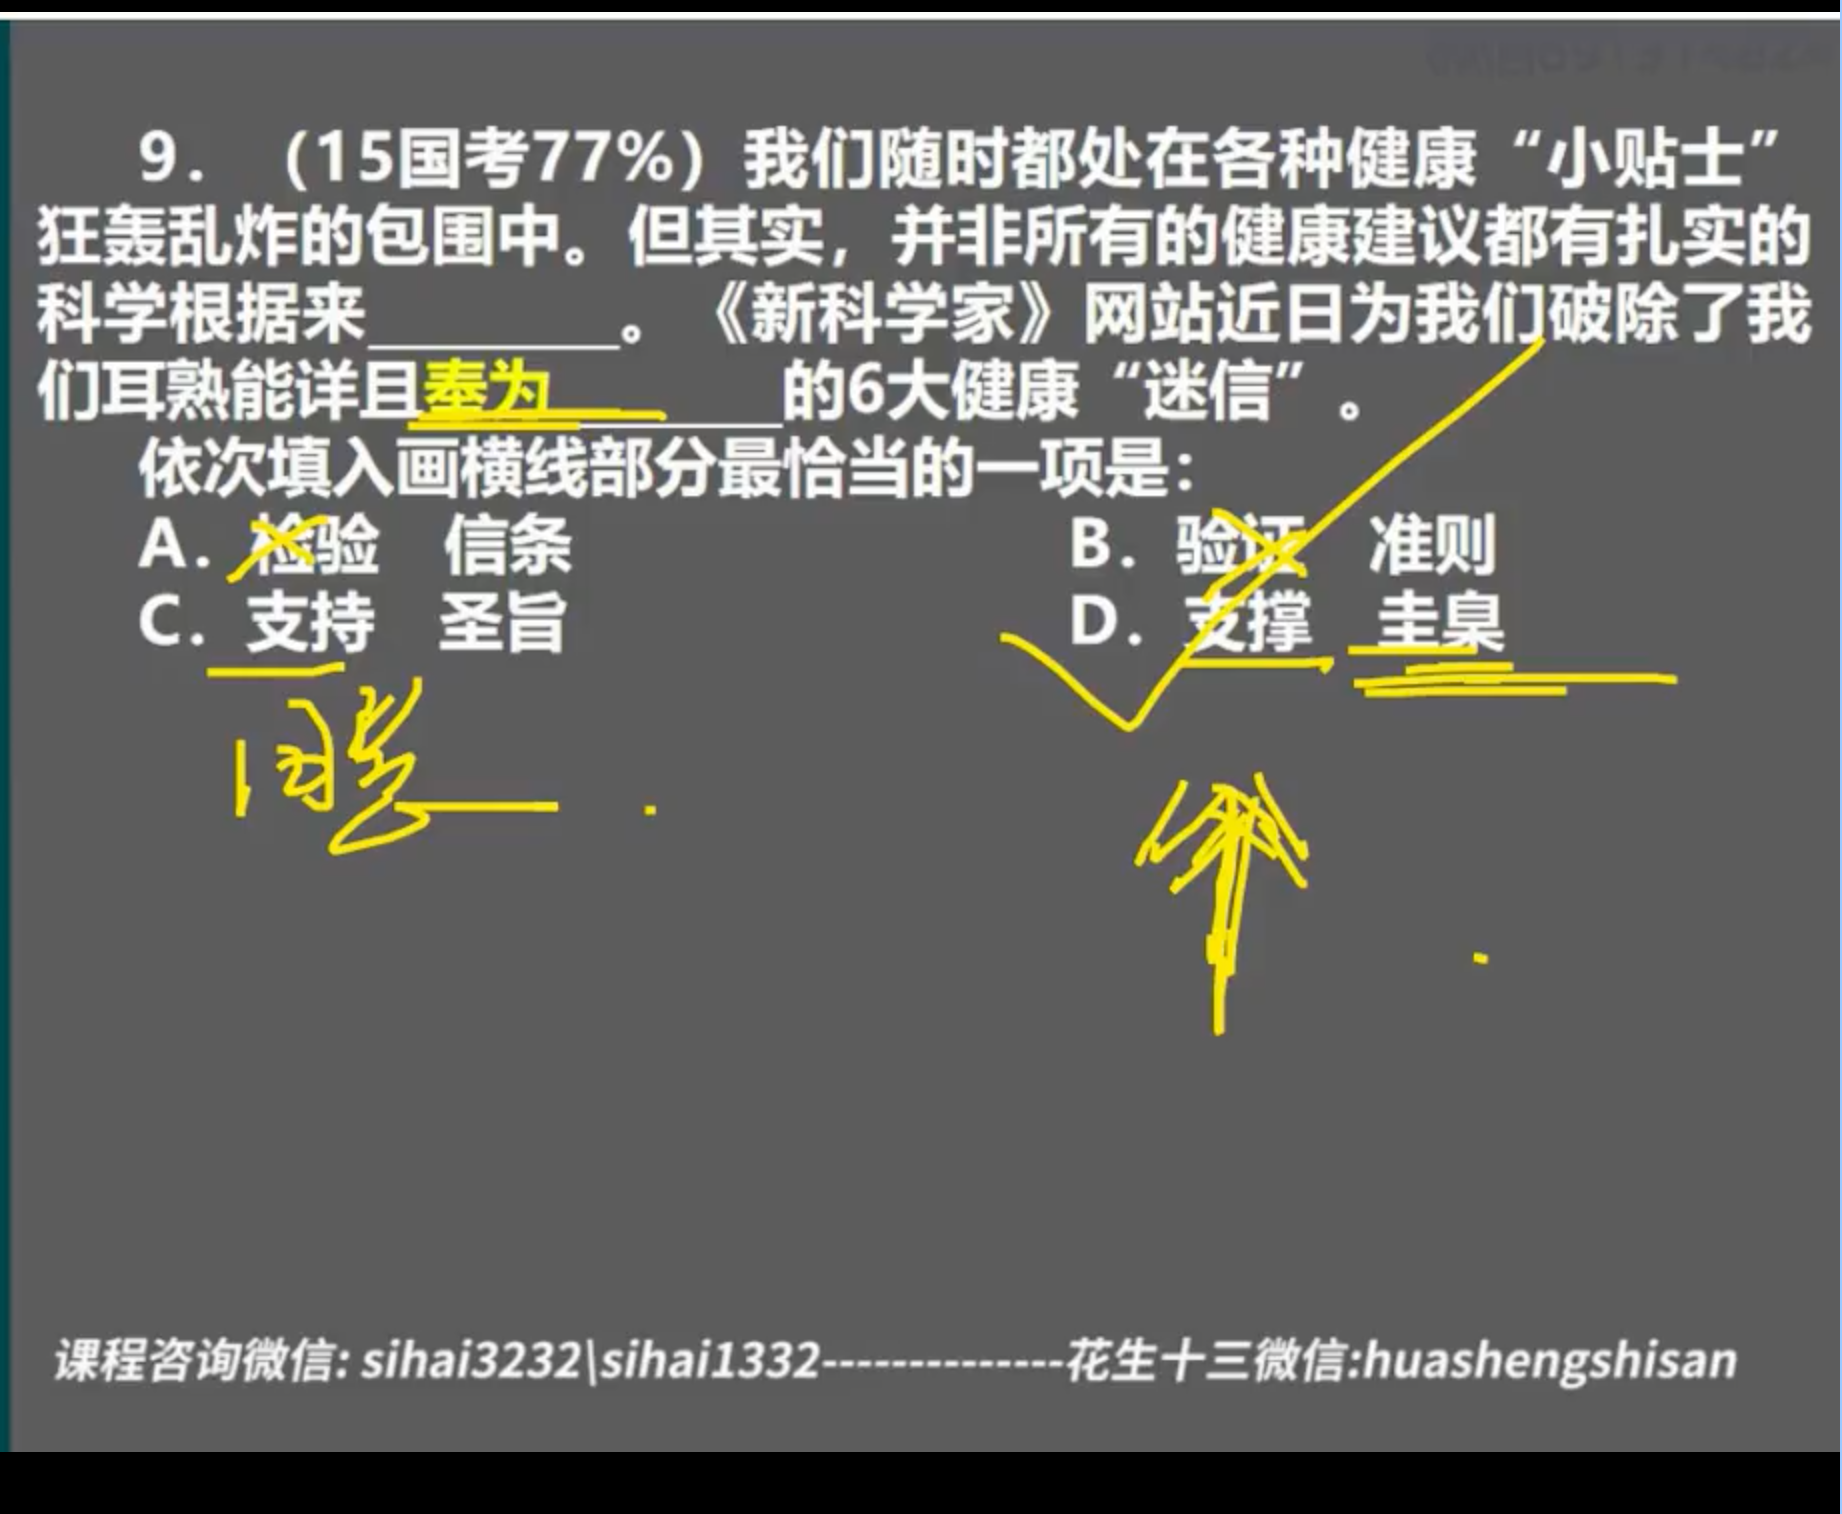 9. （15国考77%）我们随时都处在各种健康“小贴士”
狂轰乱炸的包围中。但其实，并非所有的健康建议都有扎实的
科学根据来________。《新科学家》网站近日为我们破除了我
们耳熟能详且奉为________的6大健康“迷信”。
依次填入画横线部分最恰当的一项是：
A. 检验 信条
B. 验证 准则
C. 支持 圣旨
D. 支撑 圭臬
课程咨询微信: sihai3232\sihai1332--------------花生十三微信:huashengshisan